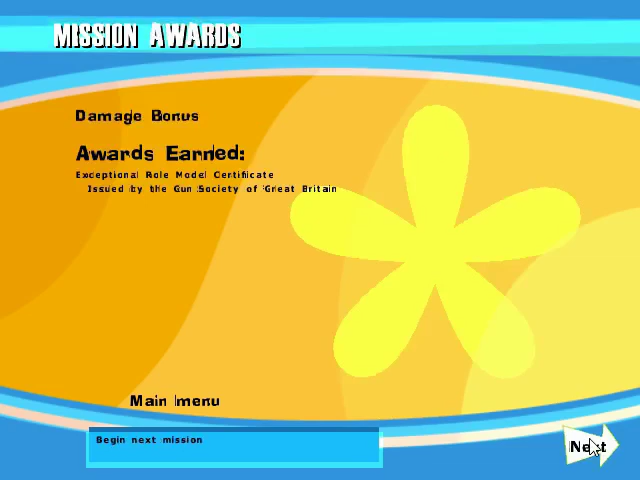 MISSION AWARDS
Damage Bonus
Awards Earned:
Exceptional Role Model Certificate
Issued by the Gun Society of Great Britain
Main menu
Begin next mission
Next